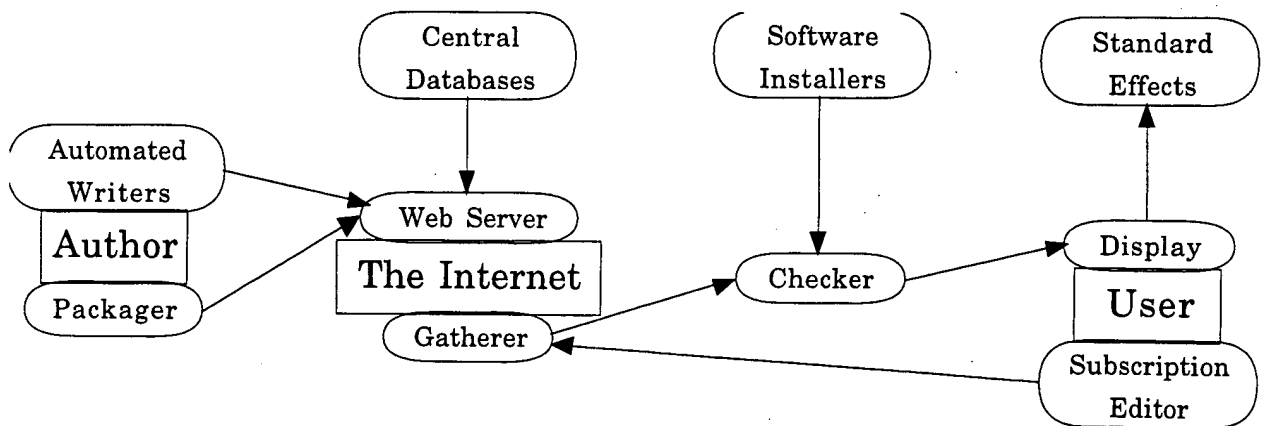 Central
Databases
Software
Installers
Standard
Effects
Automated
Writers
Author
Packager
Web Server
The Internet
Gatherer
Checker
Display
User
Subscription
Editor